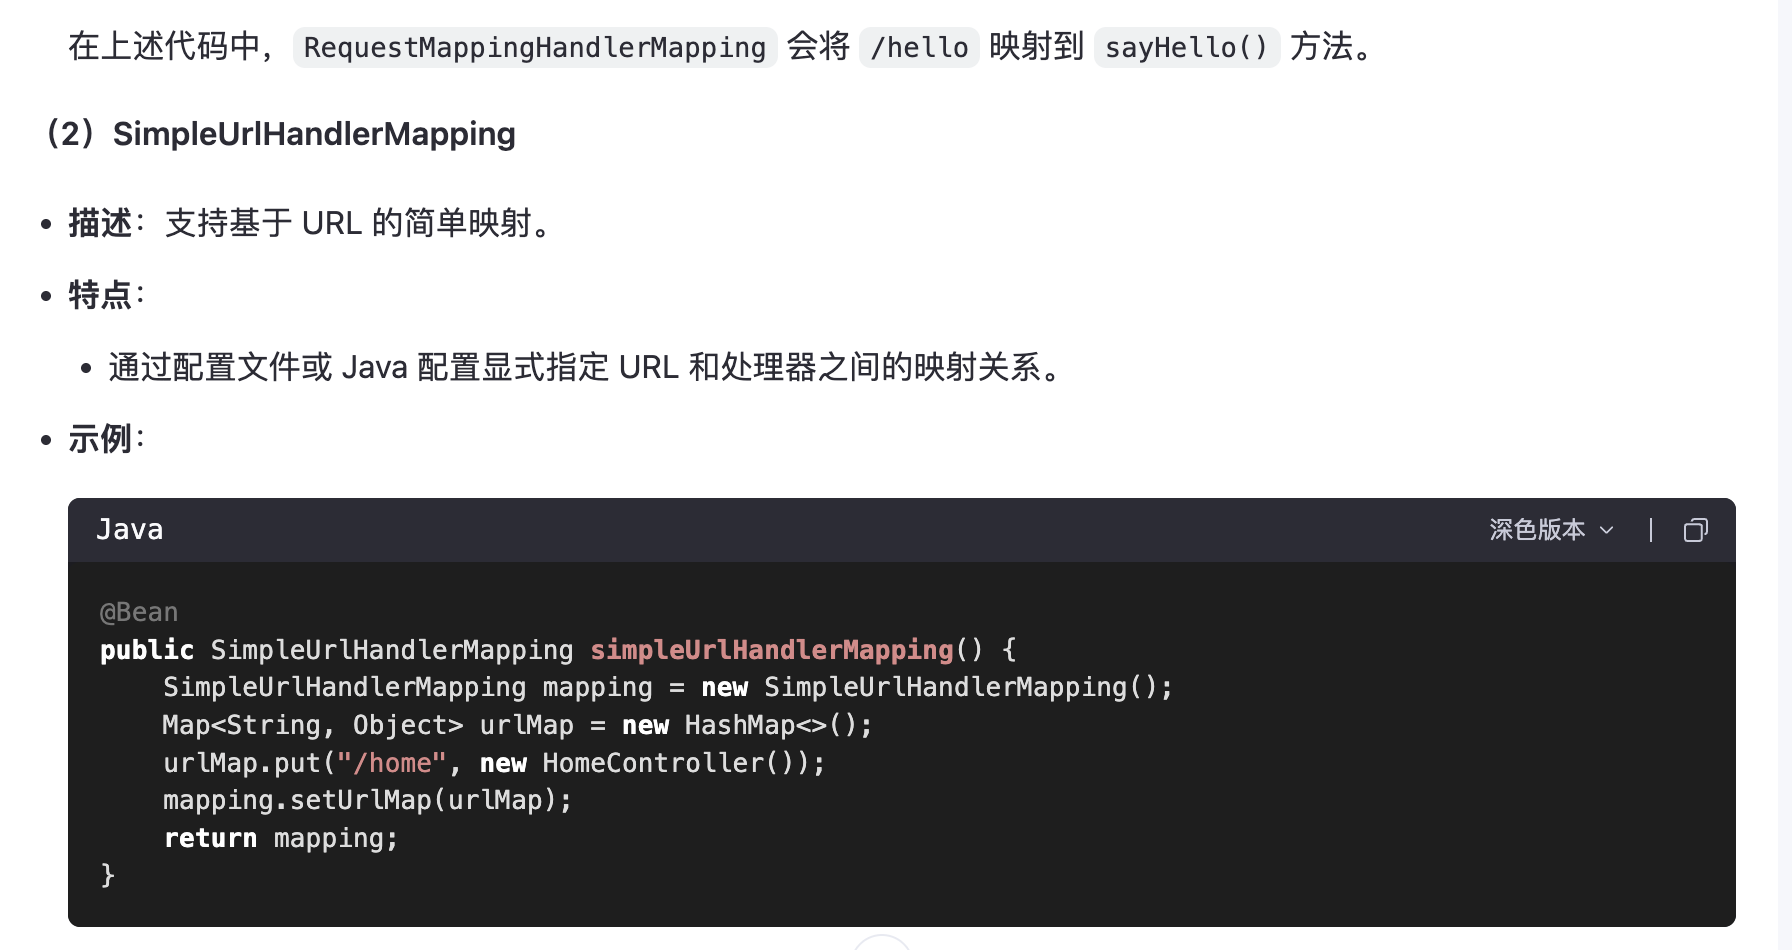 在上述代码中，RequestMappingHandlerMapping 会将 /hello 映射到 sayHello() 方法。
（2）SimpleUrlHandlerMapping
• 描述：支持基于 URL 的简单映射。
• 特点：
• 通过配置文件或 Java 配置显式指定 URL 和处理器之间的映射关系。
• 示例：
Java 深色版本
@Bean
public SimpleUrlHandlerMapping simpleUrlHandlerMapping() {
    SimpleUrlHandlerMapping mapping = new SimpleUrlHandlerMapping();
    Map<String, Object> urlMap = new HashMap<>();
    urlMap.put("/home", new HomeController());
    mapping.setUrlMap(urlMap);
    return mapping;
}